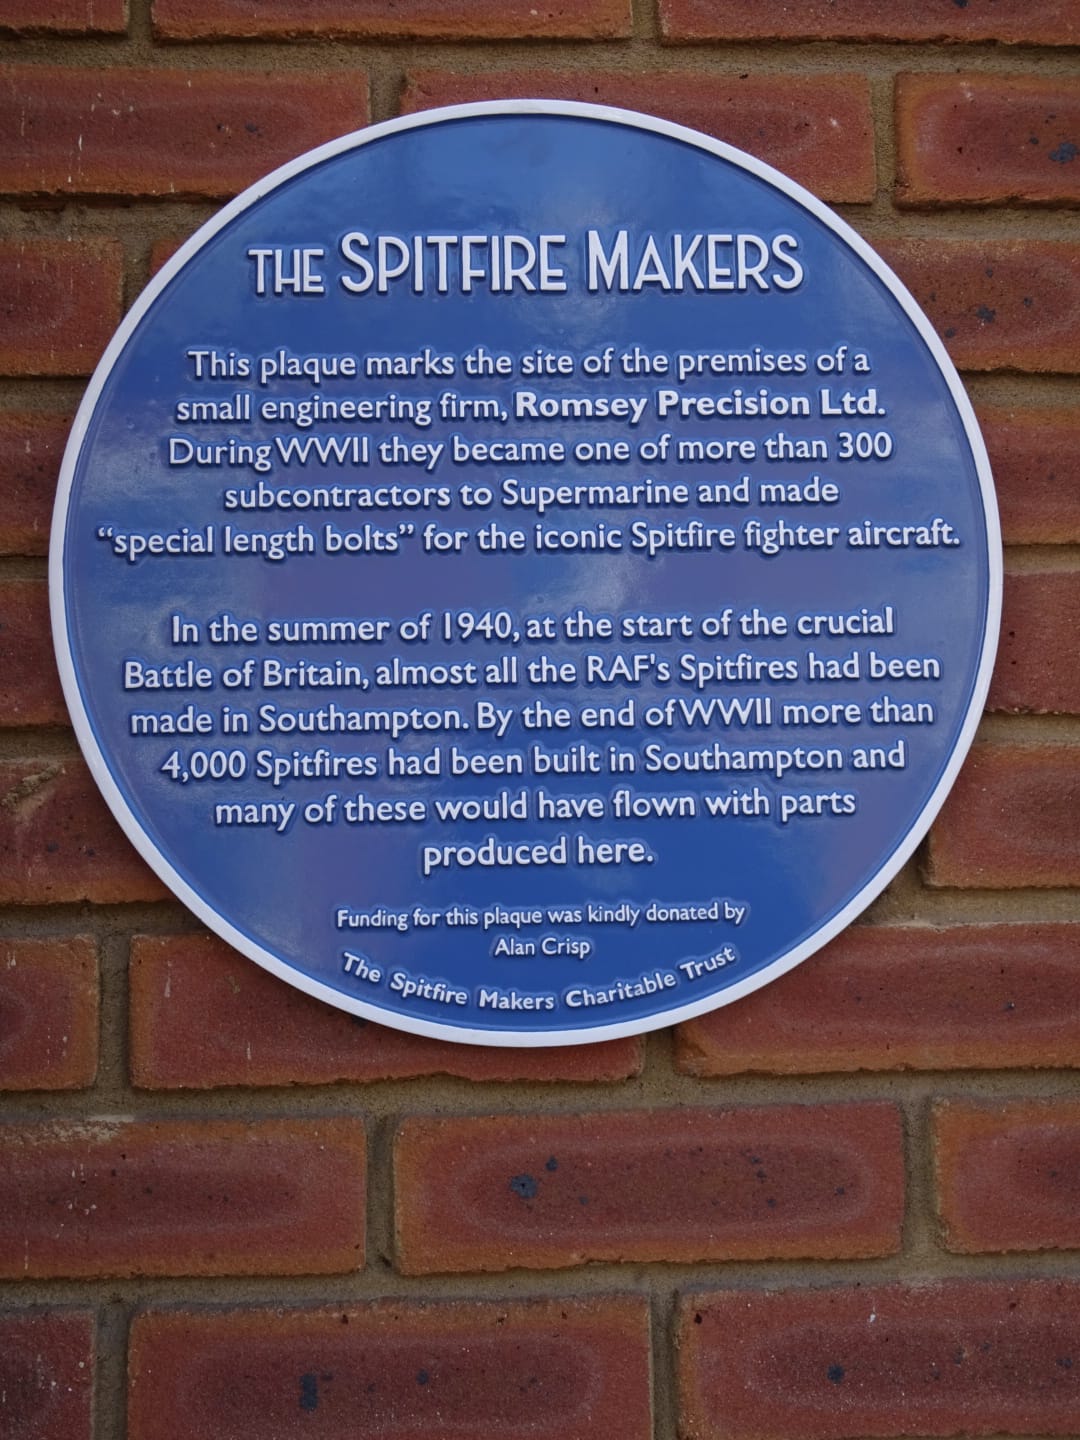 THE SPITFIRE MAKERS
This plaque marks the site of the premises of a
small engineering firm, Romsey Precision Ltd.
During WWII they became one of more than 300
subcontractors to Supermarine and made
“special length bolts” for the iconic Spitfire fighter aircraft.
In the summer of 1940, at the start of the crucial
Battle of Britain, almost all the RAF's Spitfires had been
made in Southampton. By the end of WWII more than
4,000 Spitfires had been built in Southampton and
many of these would have flown with parts
produced here.
Funding for this plaque was kindly donated by
Alan Crisp
The Spitfire Makers Charitable Trust